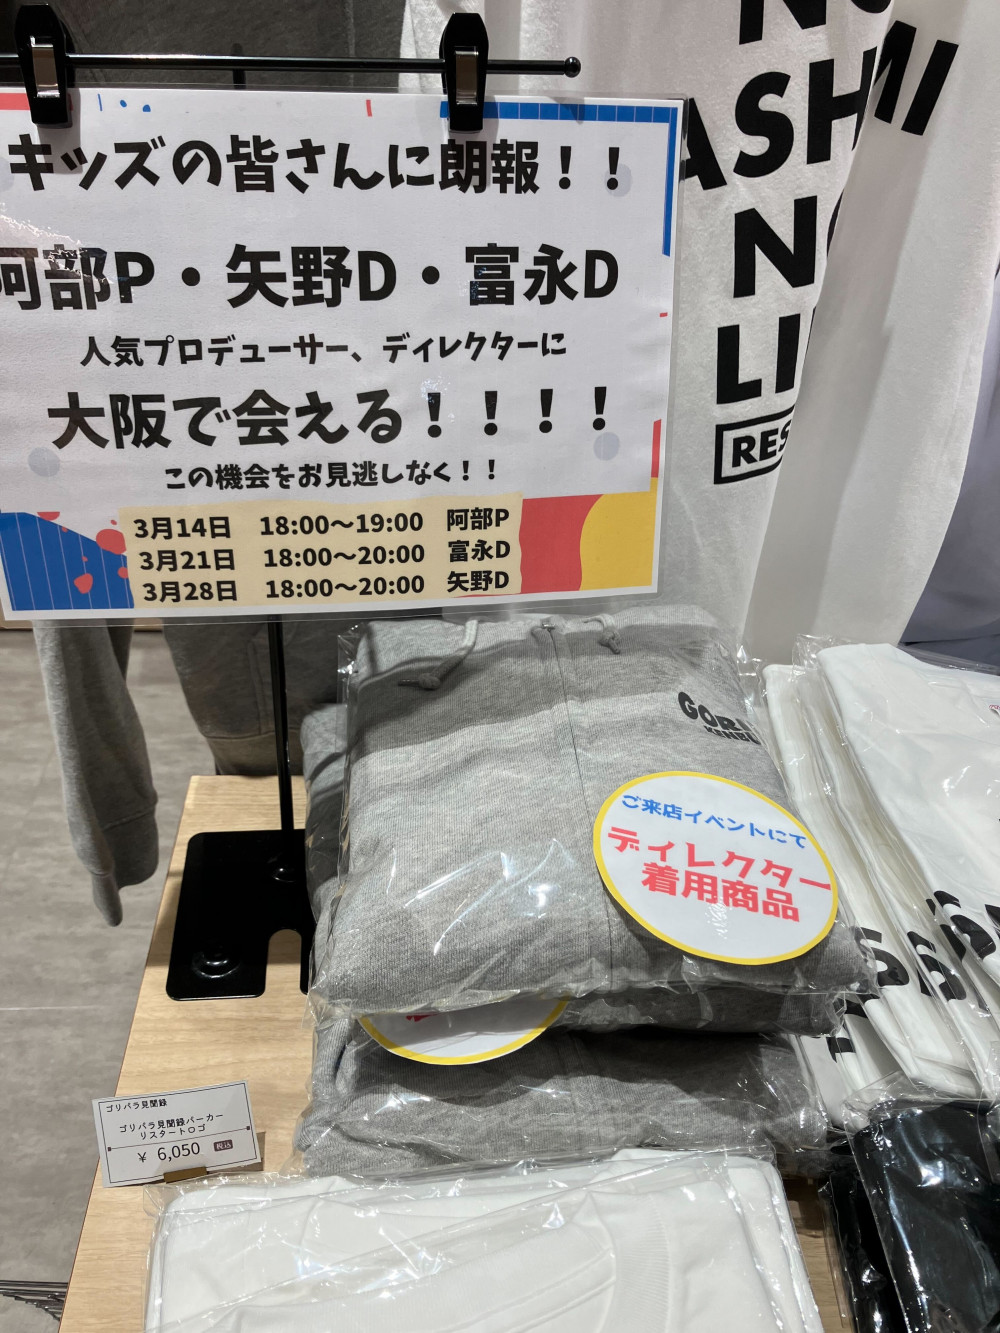 キッズの皆さんに朗報！！
阿部P・矢野D・富永D
人気プロデューサー、ディレクターに
大阪で会える！！！！
この機会をお見逃しなく！！
3月14日 18:00～19:00 阿部P
3月21日 18:00～20:00 富永D
3月28日 18:00～20:00 矢野D
ASHI
MI
RES
GOR
KENB
ご来店イベントにて
ディレクター
着用商品
ゴリパラ見聞録
ゴリパラ見聞録パーカー
リスタートロゴ
¥ 6,050 税込